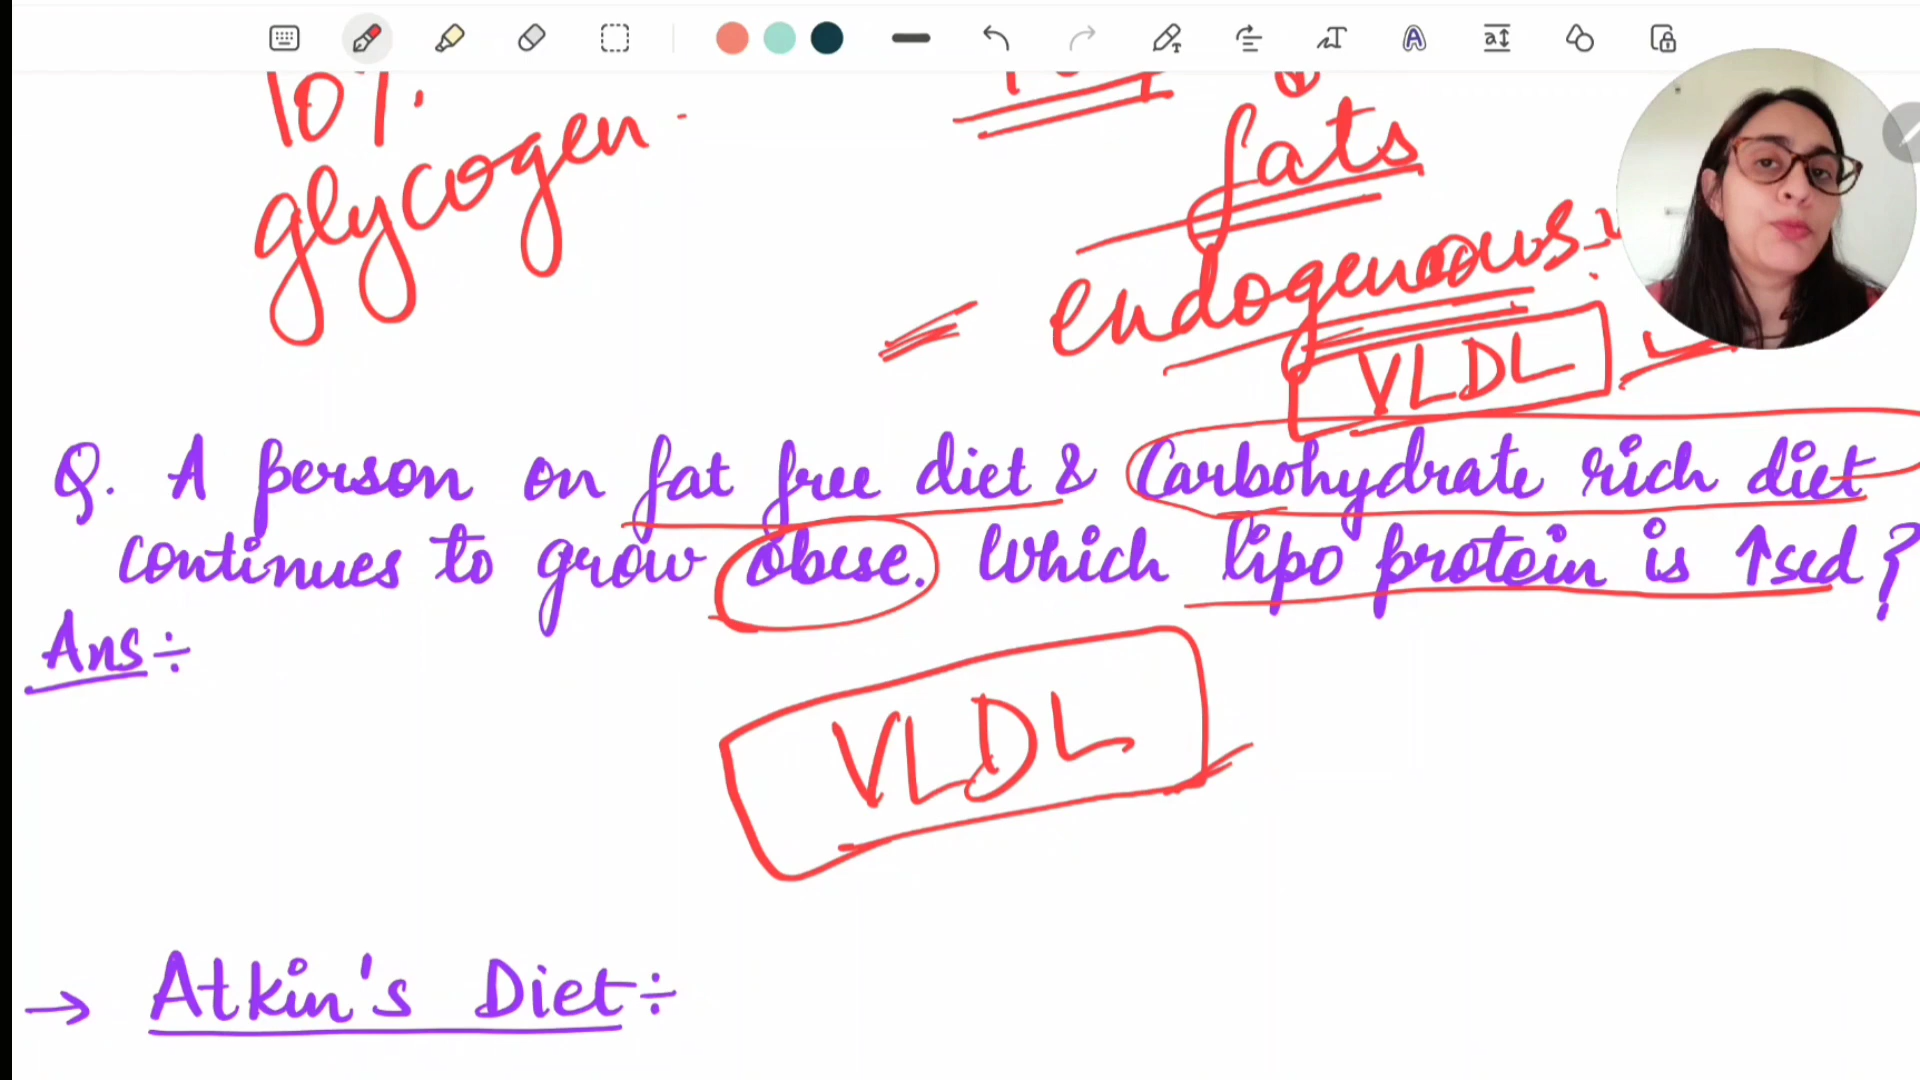 10%.
glycogen.
fats
endogeneous :-
VLDL
Q. A person on fat free diet & Carbohydrate rich diet
continues to grow obese. Which lipo protein is ↑sed?
Ans÷
VLDL
→ Atkin's Diet÷